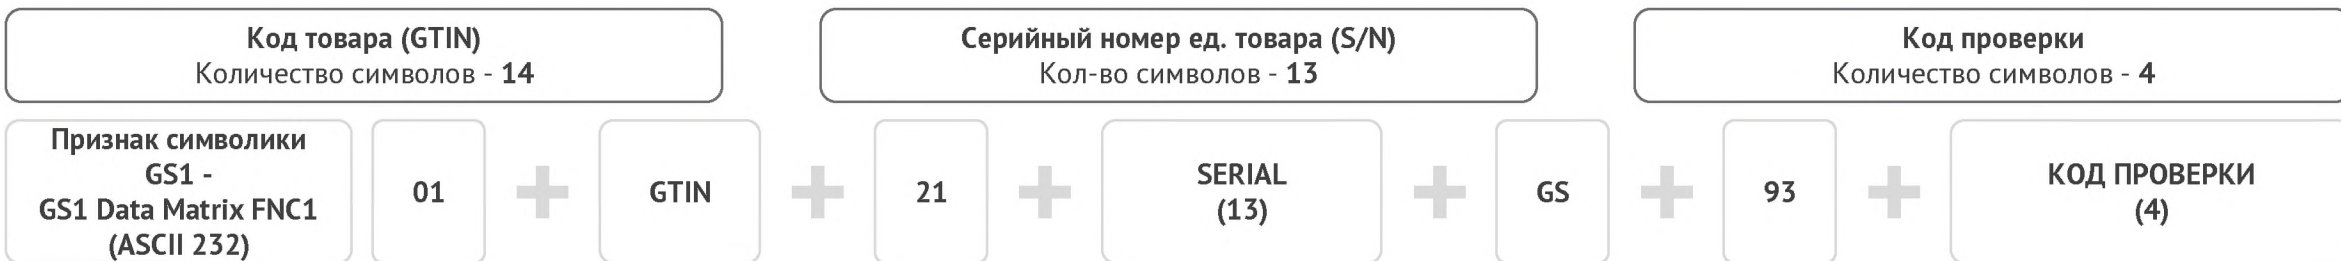 Код товара (GTIN)
Количество символов - 14
Серийный номер ед. товара (S/N)
Кол-во символов - 13
Код проверки
Количество символов - 4
Признак символики
GS1 -
GS1 Data Matrix FNC1
(ASCII 232)
01
+
GTIN
+
21
+
SERIAL
(13)
+
GS
+
93
+
КОД ПРОВЕРКИ
(4)